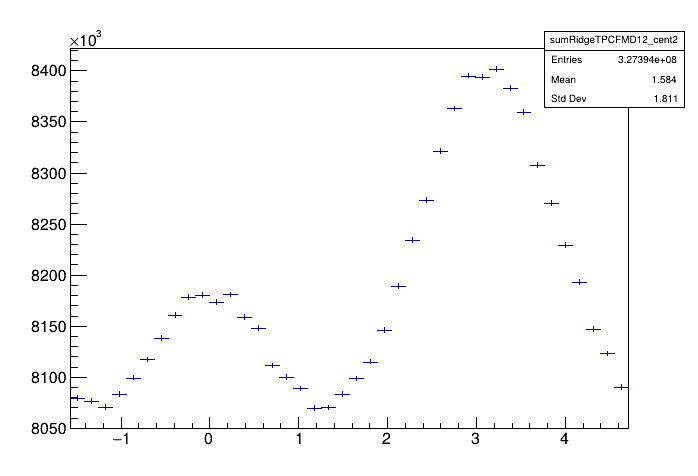 ×10³
sumRidgeTPCFMD12_cent2
Entries 3.27394e+08
Mean 1.584
Std Dev 1.811
8400
8350
8300
8250
8200
8150
8100
8050
−1 0 1 2 3 4